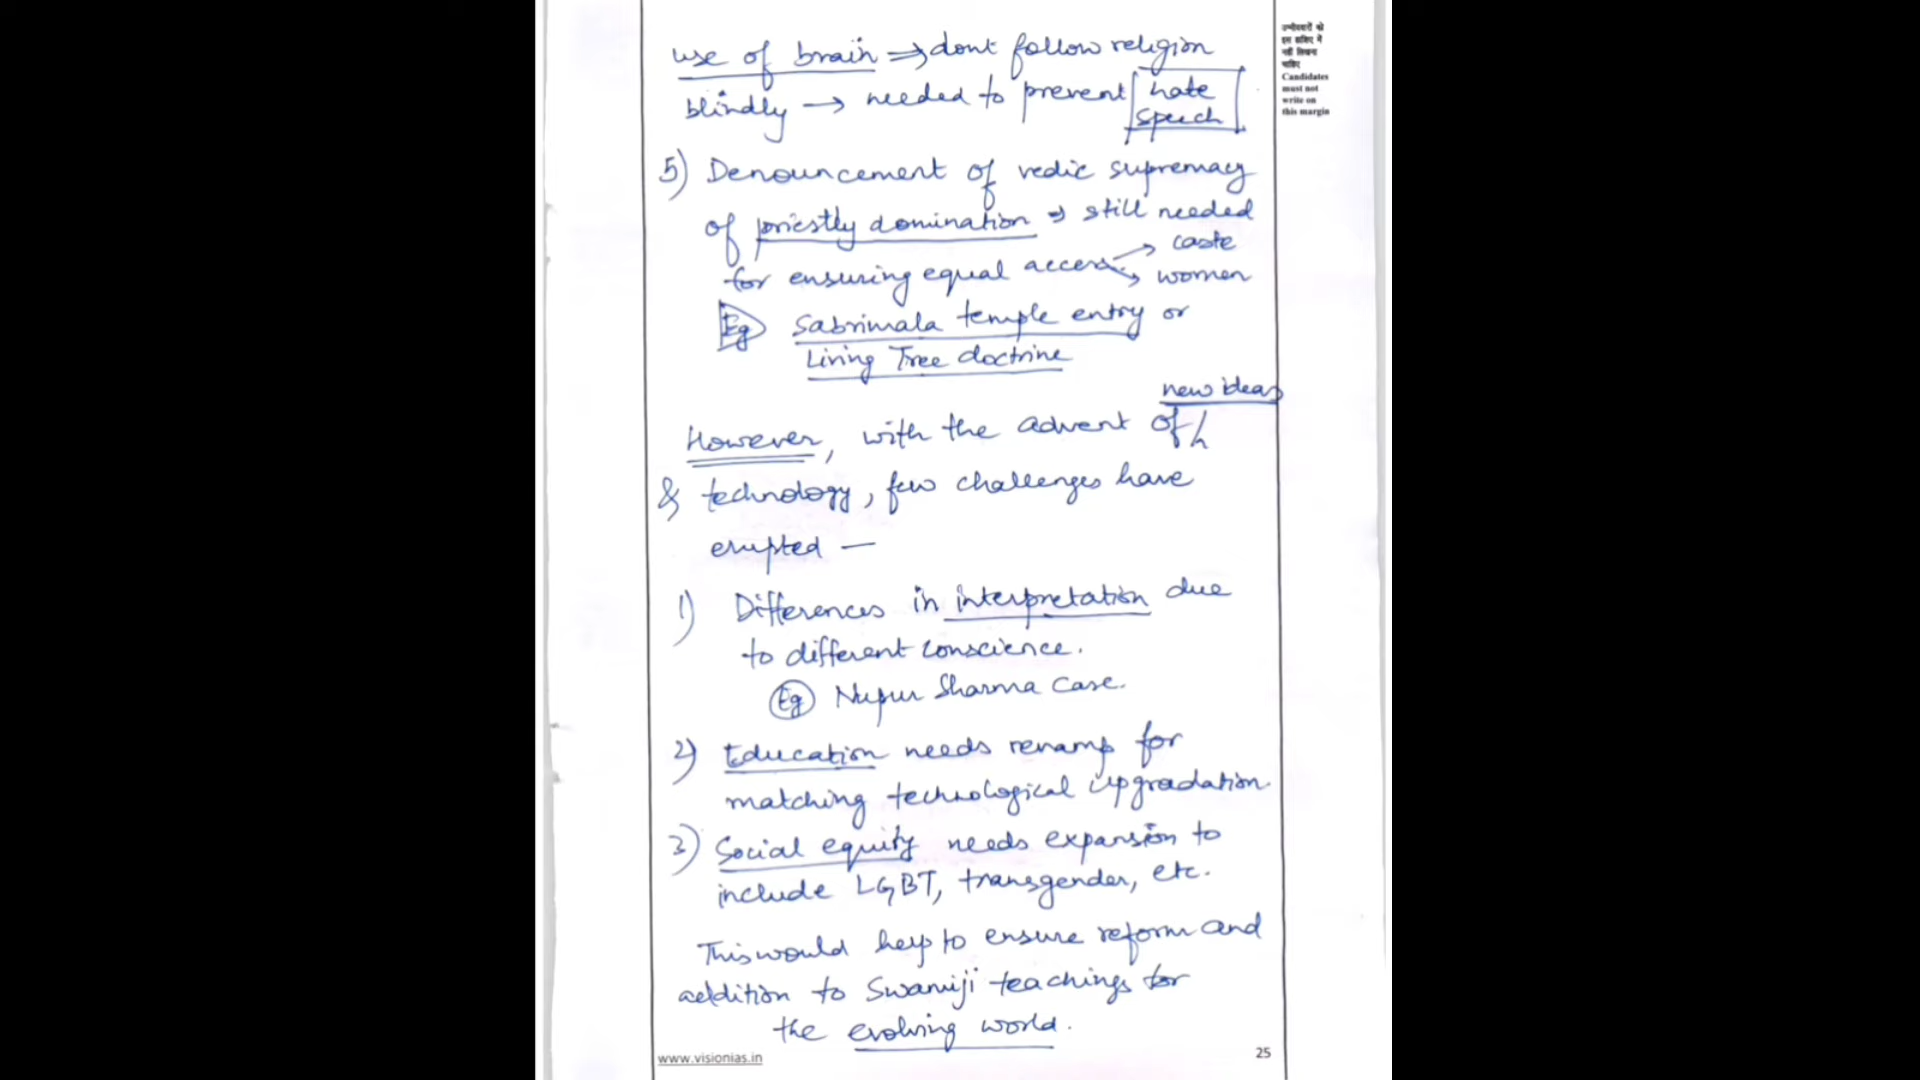 use of brain ⇒ dont follow religion
blindly → needed to prevent hate
speech
5) Denouncement of vedic supremacy
of priestly domination → still needed
for ensuring equal access → caste
→ women
Eg Sabrimala temple entry or
Living Tree doctrine
new ideas
However, with the advent of
& technology, few challenges have
erupted —
1) Differences in interpretation due
to different conscience.
Eg Nupur Sharma case.
2) Education needs revamp for
matching technological upgradation.
3) Social equity needs expansion to
include LGBT, transgender, etc.
This would help to ensure reform and
addition to Swamiji teachings for
the evolving world.
www.visionias.in
25
उम्मीदवारों को
इस हाशिए में
नहीं लिखना
चाहिए
Candidates
must not
write on
this margin